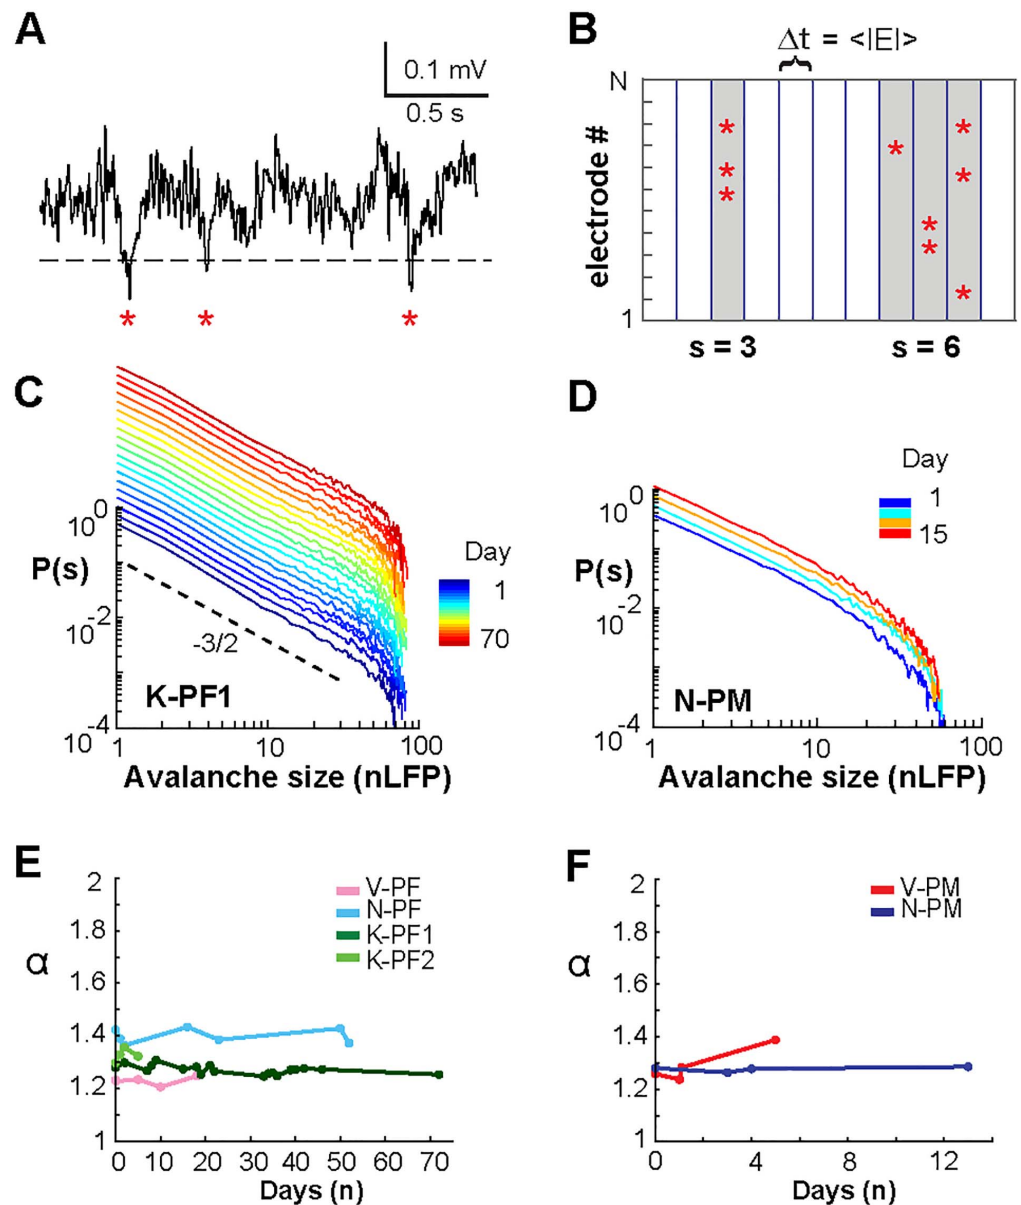 A
0.1 mV
0.5 s
* * *
B
Δt = <|E|>
N
electrode #
1
s = 3
s = 6
C
10^0
P(s)
10^-2
10^-4
-3/2
K-PF1
Day
1
70
1 10 100
Avalanche size (nLFP)
D
10^0
P(s)
10^-2
10^-4
Day
1
15
N-PM
1 10 100
Avalanche size (nLFP)
E
2
1.8
1.6
α
1.4
1.2
1
V-PF
N-PF
K-PF1
K-PF2
0 10 20 30 40 50 60 70
Days (n)
F
2
1.8
1.6
α
1.4
1.2
1
V-PM
N-PM
0 4 8 12
Days (n)